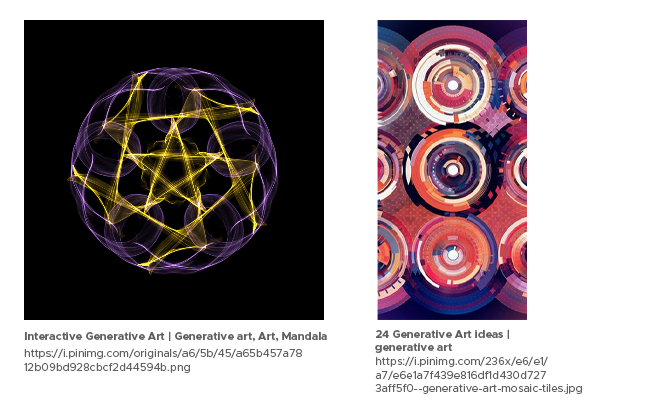 Interactive Generative Art | Generative art, Art, Mandala
https://i.pinimg.com/originals/a6/5b/45/a65b457a78
12b09bd928cbcf2d44594b.png
24 Generative Art ideas |
generative art
https://i.pinimg.com/236x/e6/e1/
a7/e6e1a7f439e816df1d430d727
3aff5f0--generative-art-mosaic-tiles.jpg